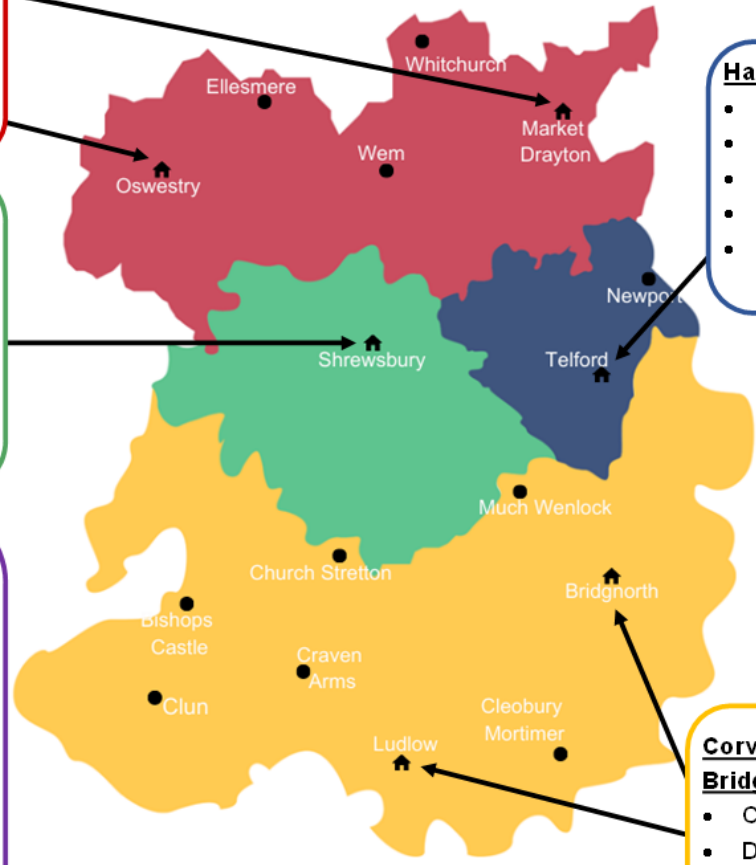 Whitchurch
Ellesmere
Market
Drayton
Wem
Oswestry
Newport
Shrewsbury
Telford
Much Wenlock
Church Stretton
Bridgnorth
Bishops
Castle
Craven
Arms
Clun
Cleobury
Mortimer
Ludlow